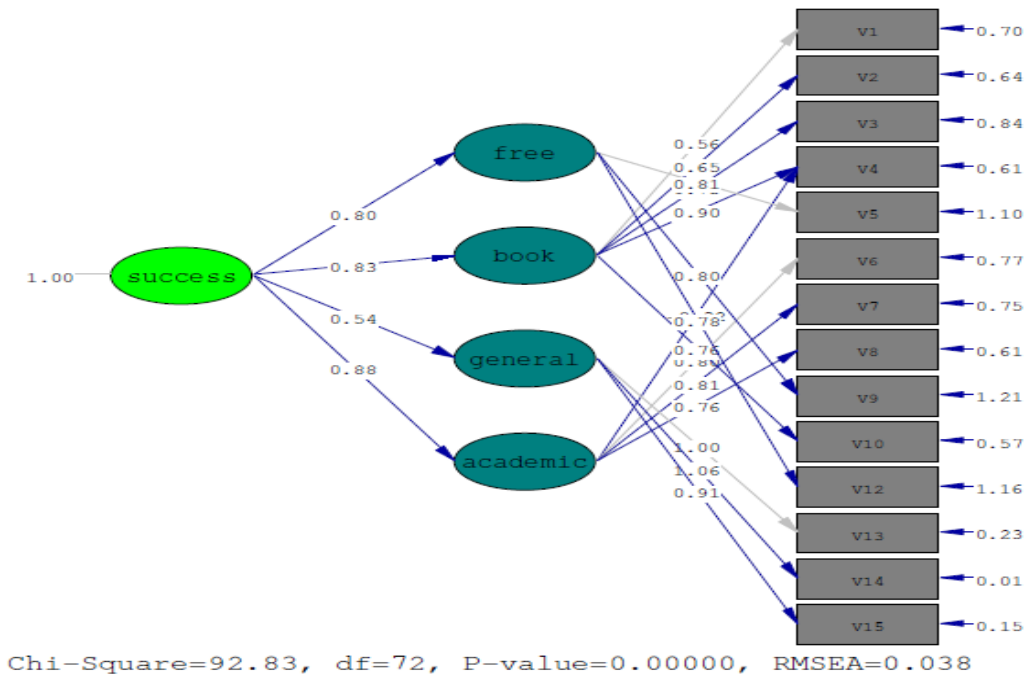 V1
0.70
V2
0.64
V3
0.84
V4
0.61
V5
1.10
V6
0.77
V7
0.75
V8
0.61
V9
1.21
V10
0.57
V12
1.16
V13
0.23
V14
0.01
V15
0.15
free
book
general
academic
1.00
success
0.80
0.83
0.54
0.88
0.56
0.65
0.81
0.90
0.80
0.78
0.76
0.81
0.76
1.00
1.06
0.91
Chi-Square=92.83, df=72, P-value=0.00000, RMSEA=0.038